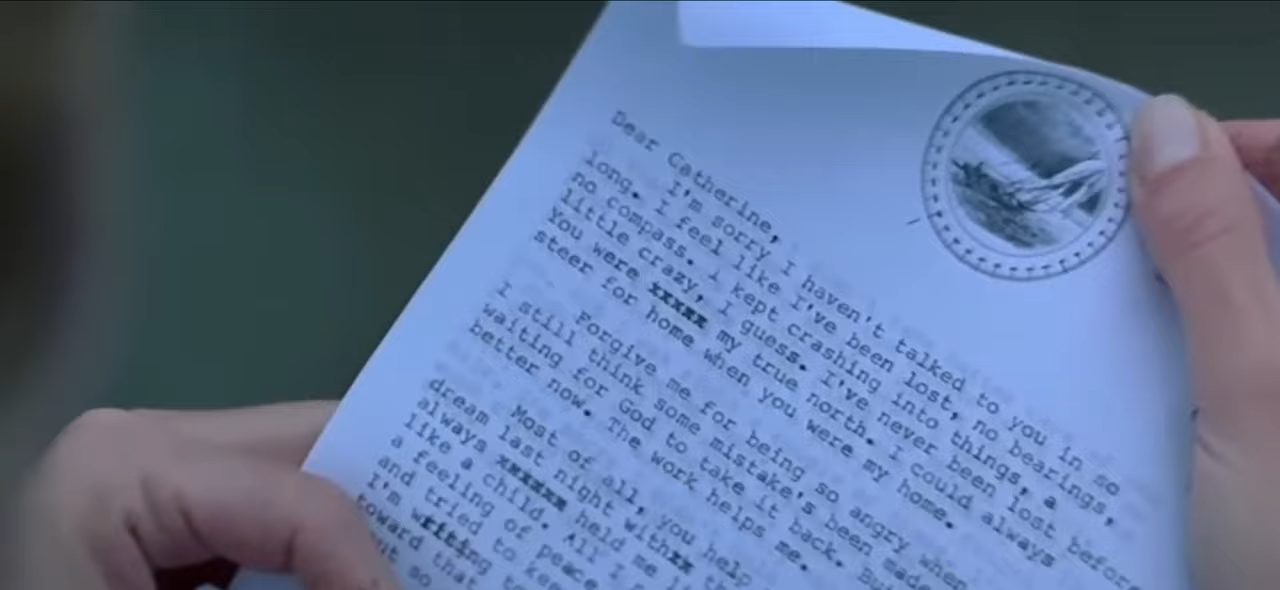 Dear Catherine,
I'm sorry I haven't talked to you in so
long. I feel like I've been lost, no bearings,
no compass. I kept crashing into things, a
little crazy, I guess. I've never been lost before
You were xxxxx my true north. I could always
steer for home when you were my home.
Forgive me for being so angry when
I still think some mistake's been made
waiting for God to take it back. But
better now. The work helps me.
Most of all, you help
dream last night withxx
always xxxxx held me
like a child. All I
a feeling of peace
and tried to keep
I'm writing
toward that
so